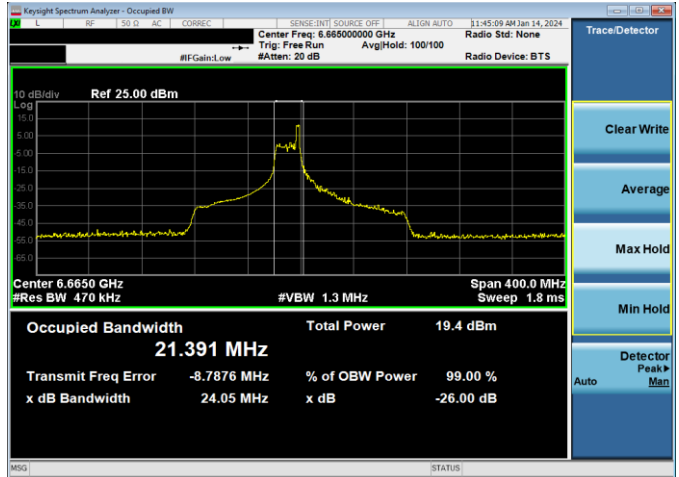 Keysight Spectrum Analyzer - Occupied BW
L RF 50 Ω AC CORREC SENSE:INT SOURCE OFF ALIGN AUTO 11:45:09 AM Jan 14, 2024
Center Freq: 6.665000000 GHz Radio Std: None
Trig: Free Run Avg|Hold: 100/100
#IFGain:Low #Atten: 20 dB Radio Device: BTS
Trace/Detector
10 dB/div Ref 25.00 dBm
Log
15.0
5.00
-5.00
-15.0
-25.0
-35.0
-45.0
-55.0
-65.0
Center 6.6650 GHz Span 400.0 MHz
#Res BW 470 kHz #VBW 1.3 MHz Sweep 1.8 ms
Occupied Bandwidth Total Power 19.4 dBm
21.391 MHz
Transmit Freq Error -8.7876 MHz % of OBW Power 99.00 %
x dB Bandwidth 24.05 MHz x dB -26.00 dB
Clear Write
Average
Max Hold
Min Hold
Detector
Peak▶
Auto Man
MSG STATUS